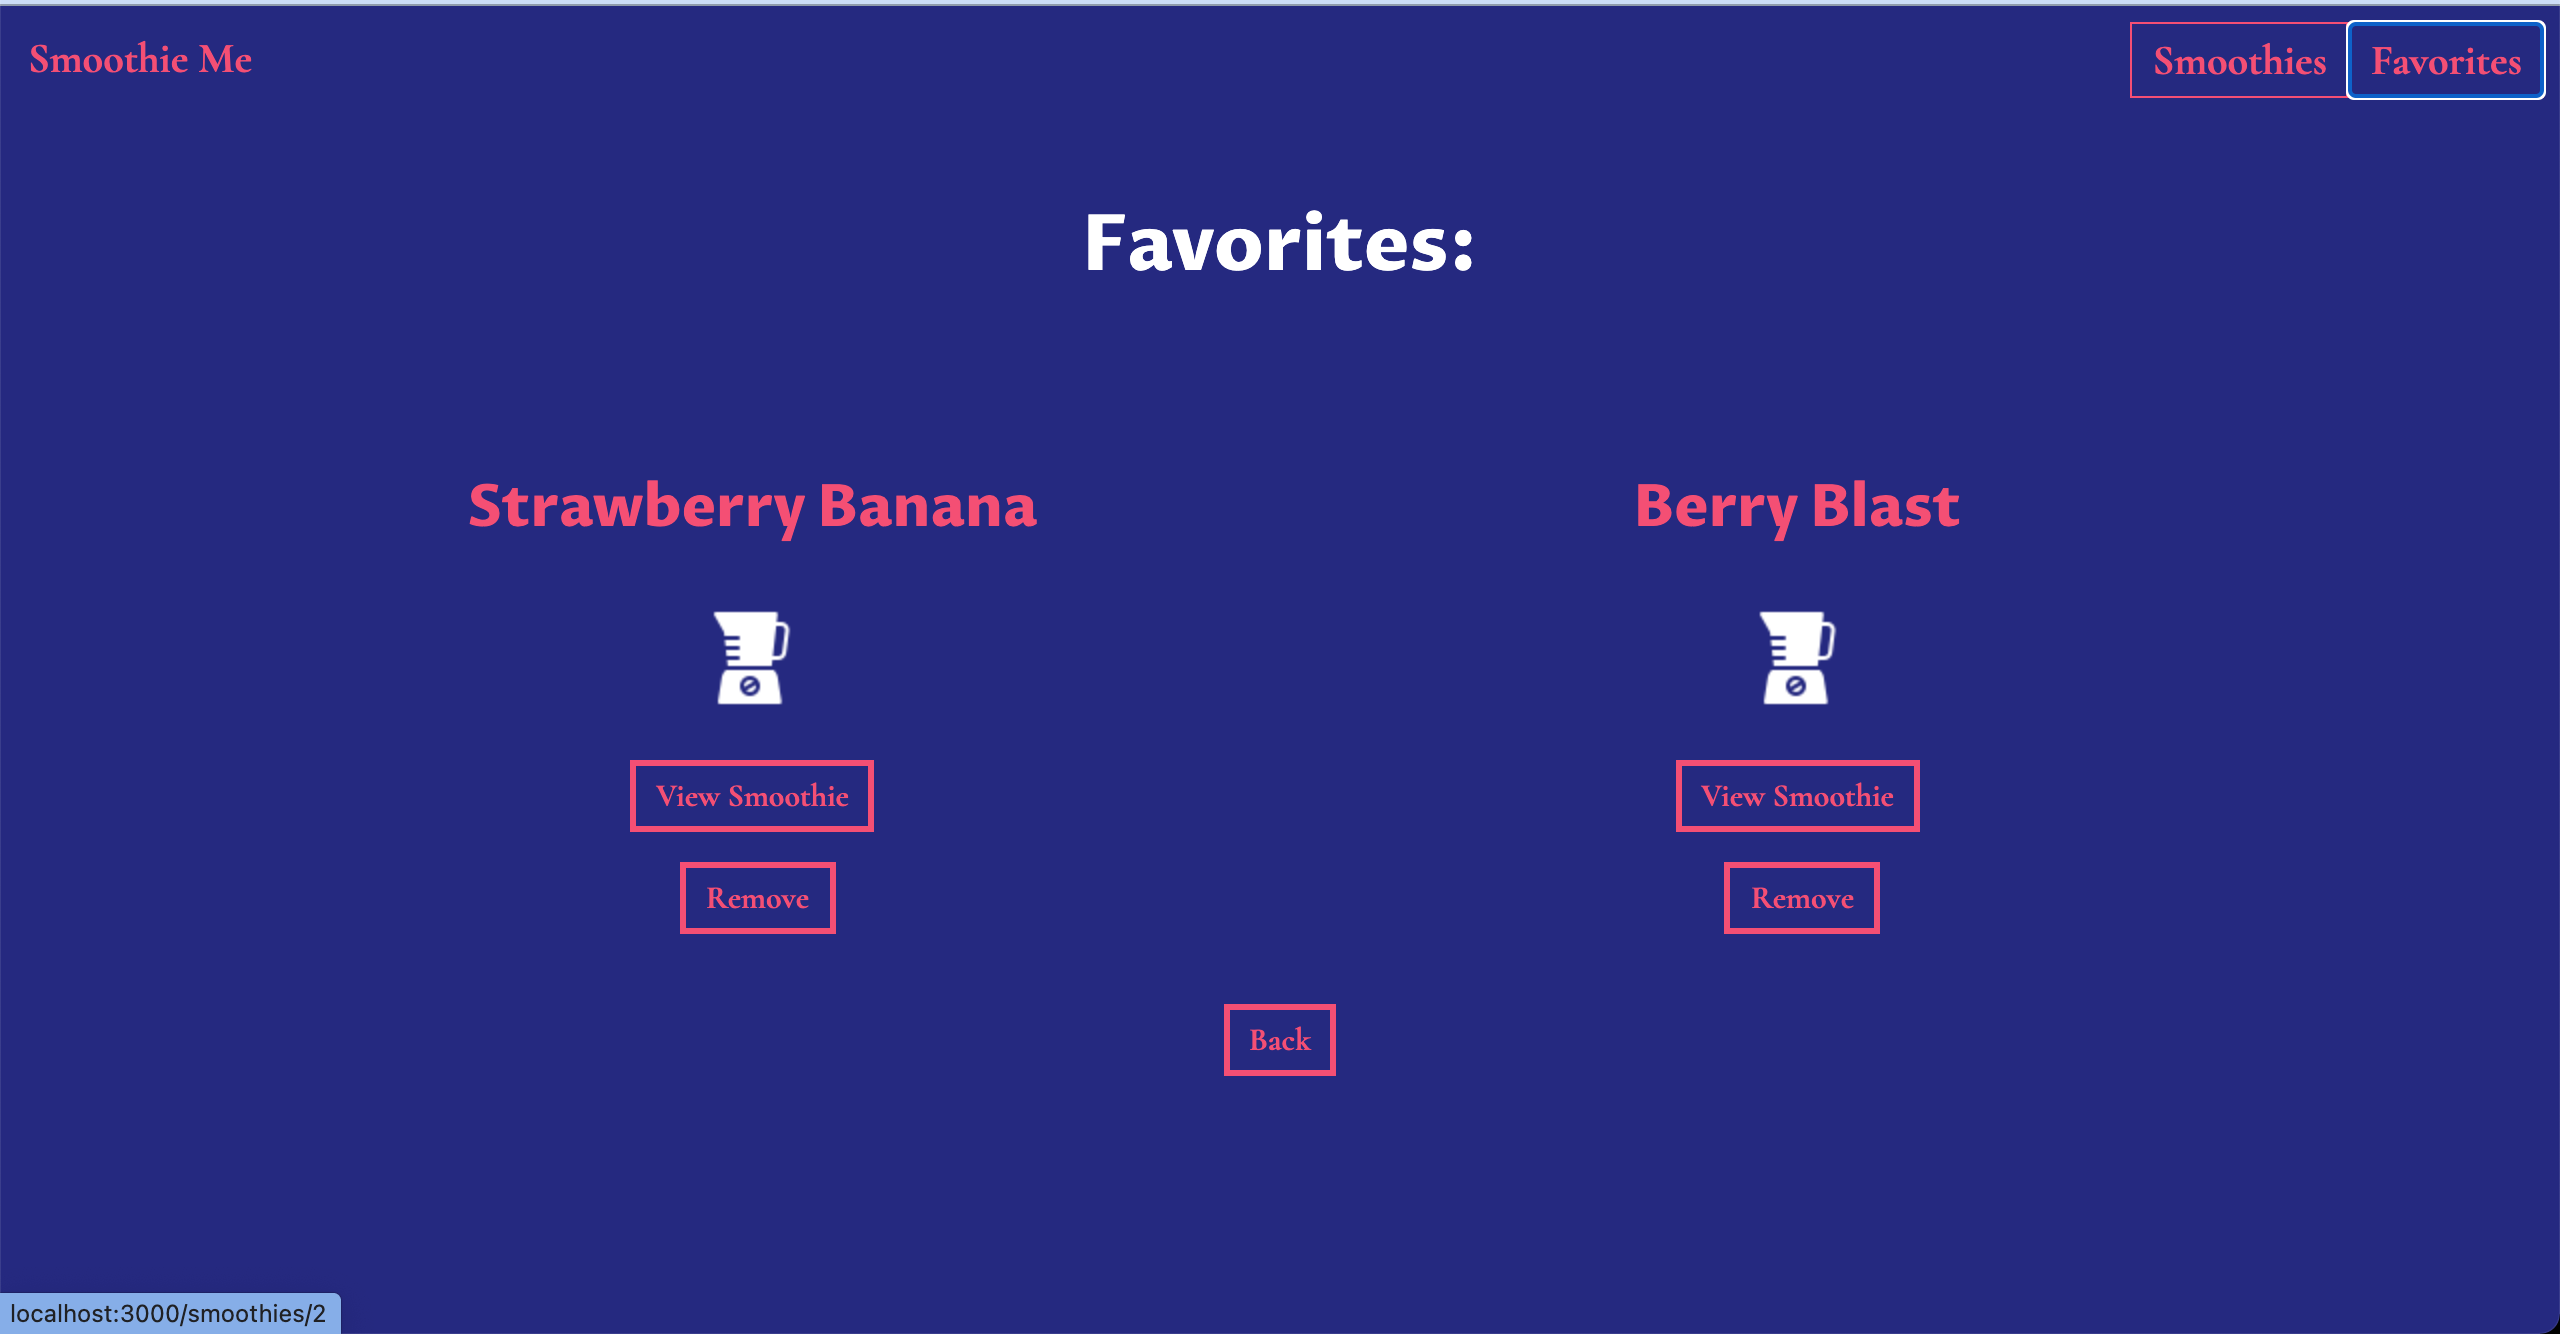 Smoothie Me
Smoothies
Favorites
Favorites:
Strawberry Banana
View Smoothie
Remove
Berry Blast
View Smoothie
Remove
Back
localhost:3000/smoothies/2